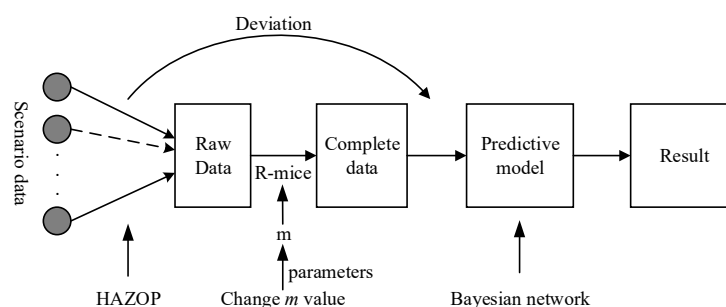 Deviation
Scenario data
Raw
Data
R-mice
Complete
data
Predictive
model
Result
m
parameters
HAZOP
Change m value
Bayesian network